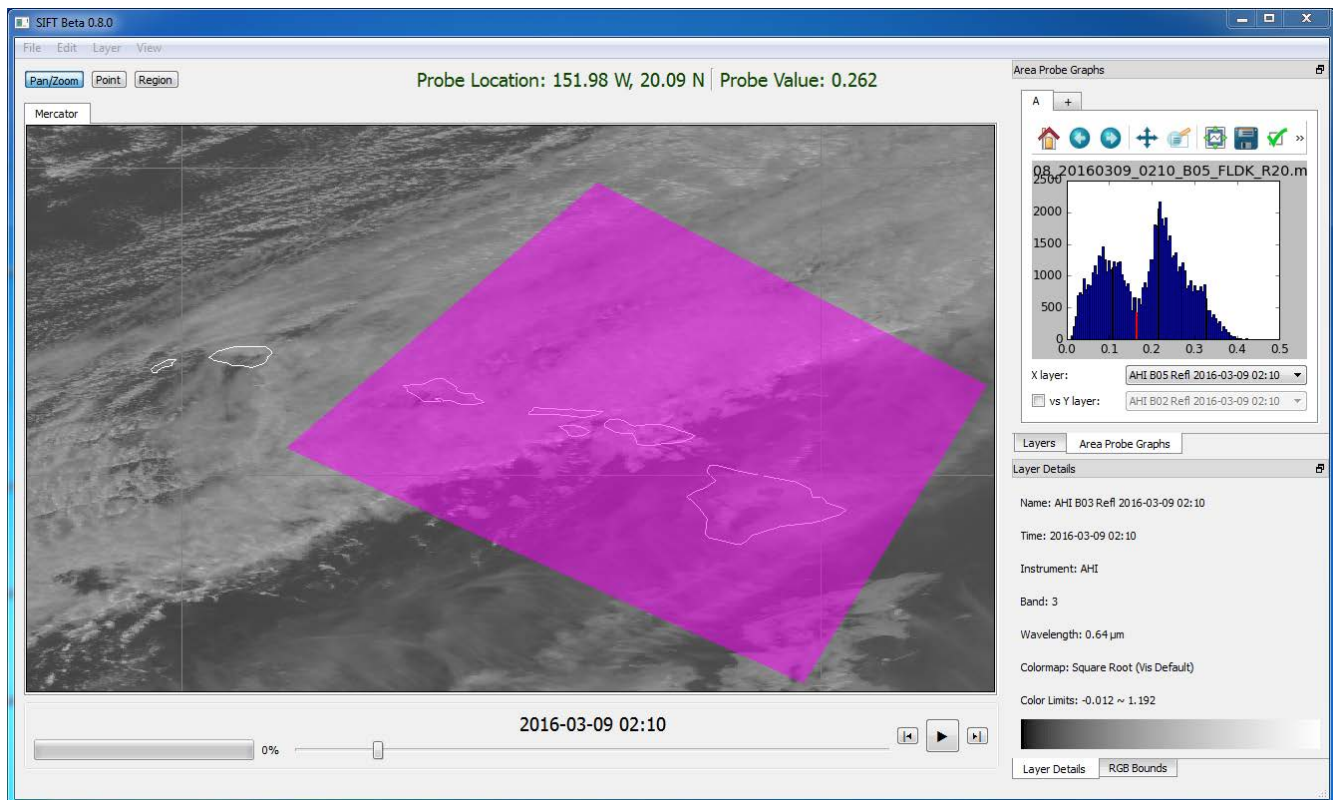 SIFT Beta 0.8.0
File Edit Layer View
Pan/Zoom Point Region
Probe Location: 151.98 W, 20.09 N Probe Value: 0.262
Mercator
2016-03-09 02:10
0%
Area Probe Graphs
A +
»
08_20160309_0210_B05_FLDK_R20.m
2500
2000
1500
1000
500
0
0.0 0.1 0.2 0.3 0.4 0.5
X layer: AHI B05 Refl 2016-03-09 02:10
vs Y layer: AHI B02 Refl 2016-03-09 02:10
Layers Area Probe Graphs
Layer Details
Name: AHI B03 Refl 2016-03-09 02:10
Time: 2016-03-09 02:10
Instrument: AHI
Band: 3
Wavelength: 0.64 µm
Colormap: Square Root (Vis Default)
Color Limits: -0.012 ~ 1.192
Layer Details RGB Bounds